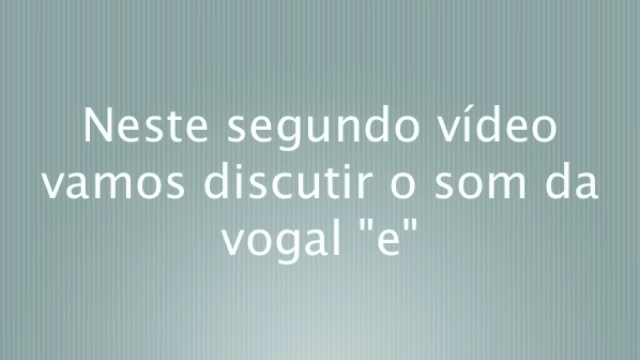 Neste segundo vídeo
vamos discutir o som da
vogal "e"